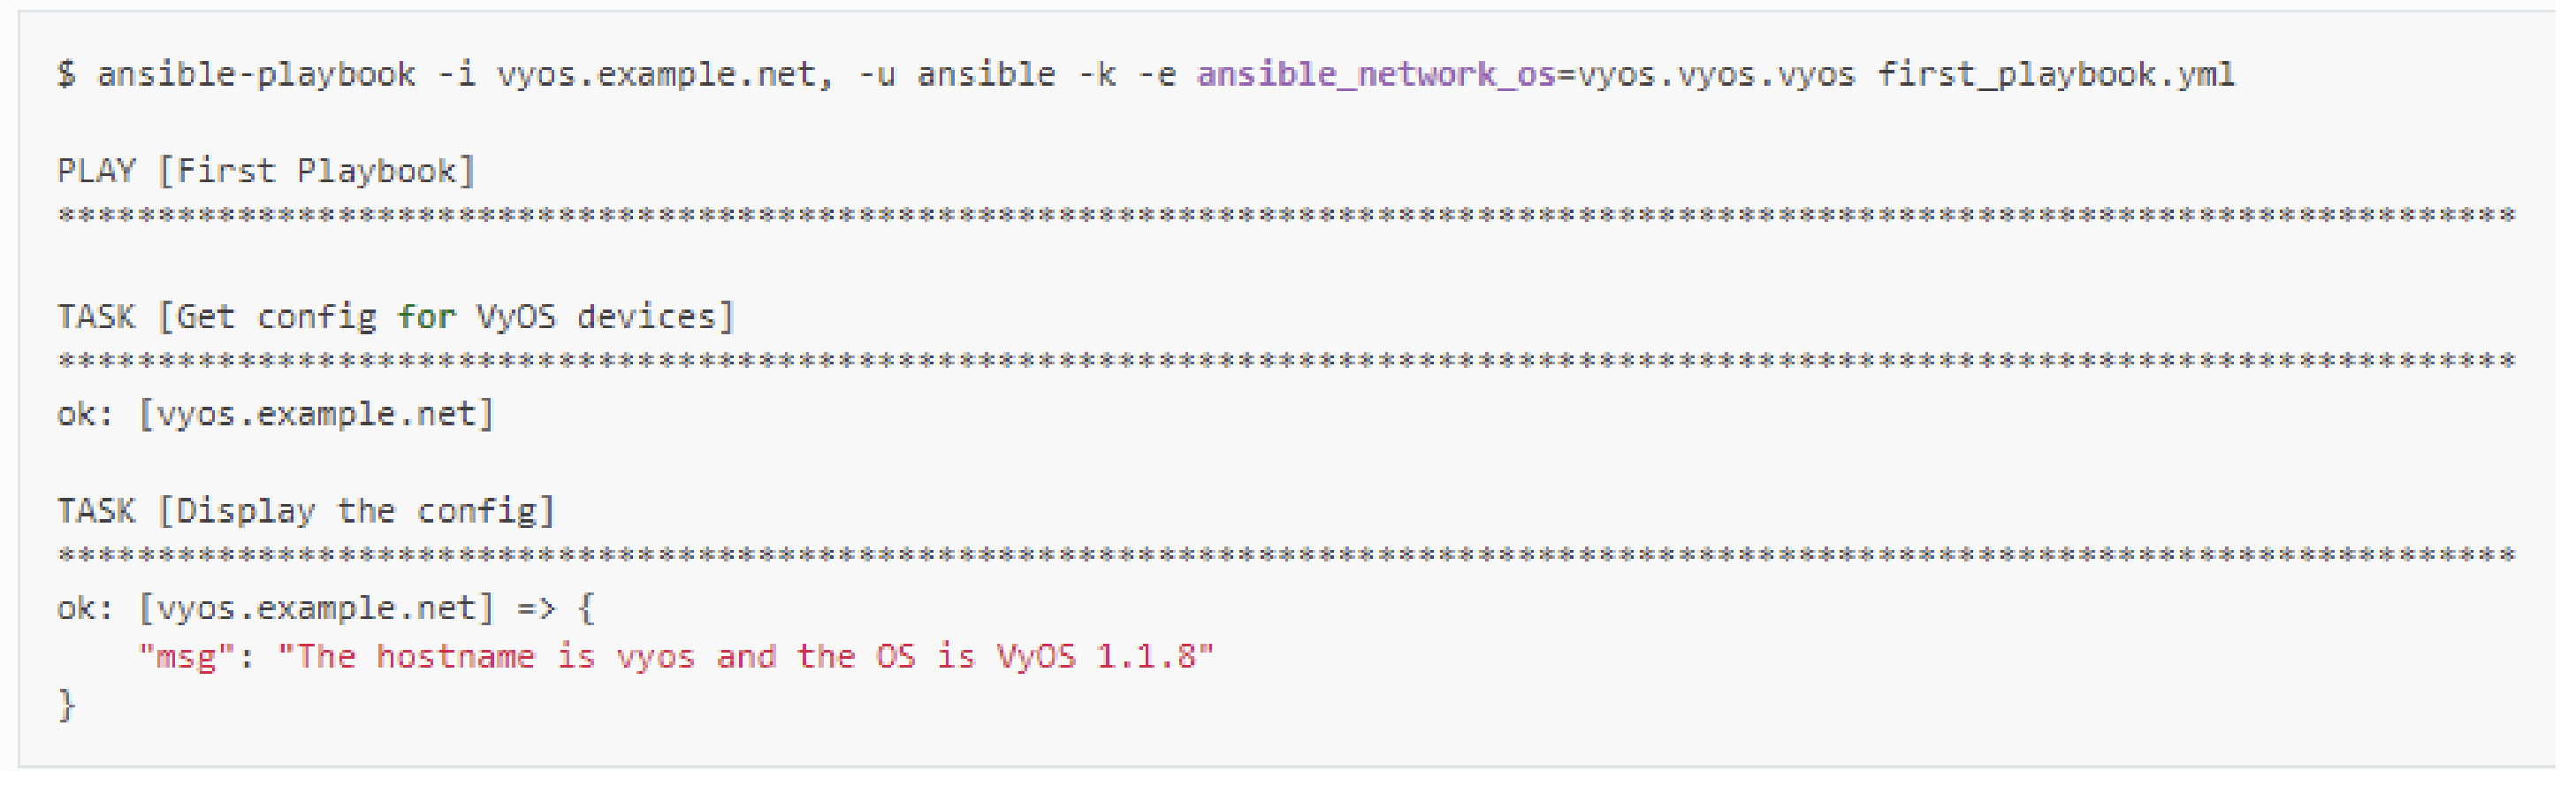 $ ansible-playbook -i vyos.example.net, -u ansible -k -e ansible_network_os=vyos.vyos.vyos first_playbook.yml
PLAY [First Playbook]
***************************************************************************************************************************
TASK [Get config for VyOS devices]
***************************************************************************************************************************
ok: [vyos.example.net]
TASK [Display the config]
***************************************************************************************************************************
ok: [vyos.example.net] => {
"msg": "The hostname is vyos and the OS is VyOS 1.1.8"
}